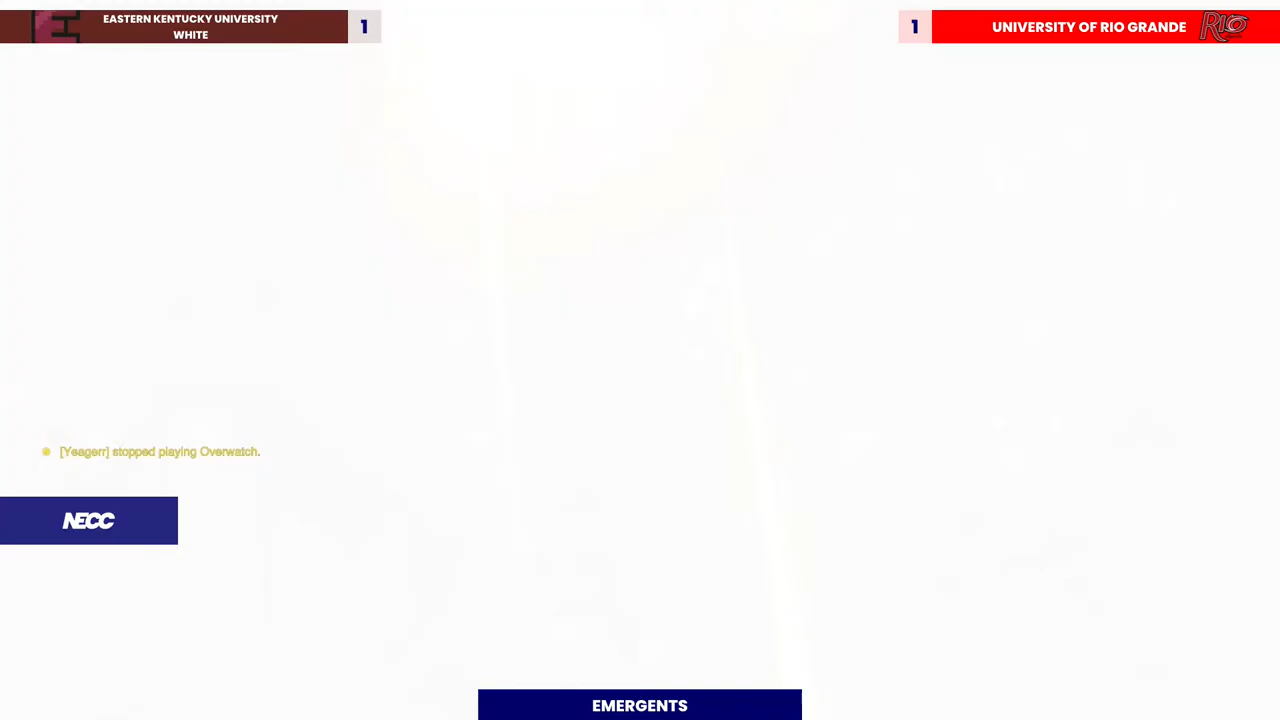 EASTERN KENTUCKY UNIVERSITY
WHITE
1
1
UNIVERSITY OF RIO GRANDE
RIO
[Yeagerr] stopped playing Overwatch.
NECC
EMERGENTS